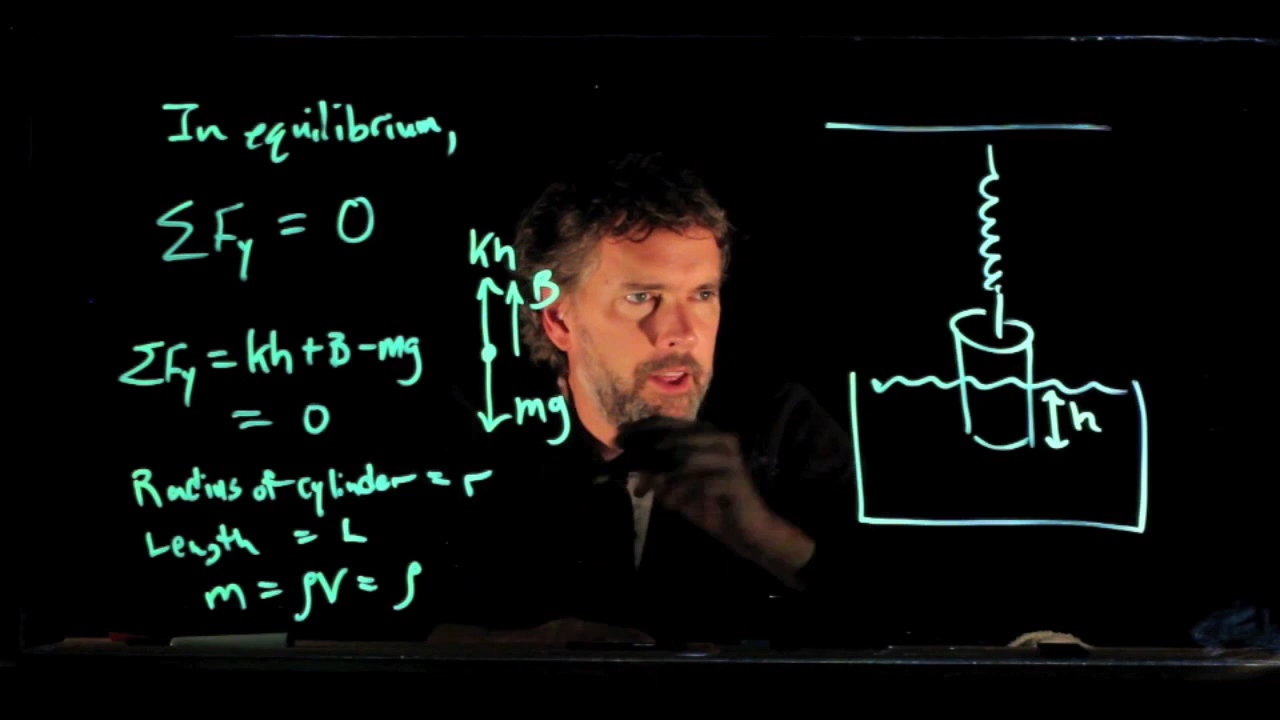 In equilibrium,
ΣFy = 0
ΣFy = kh + B - mg
= 0
Radius of cylinder = r
Length = L
m = ρV = ρ
kh
B
mg
h